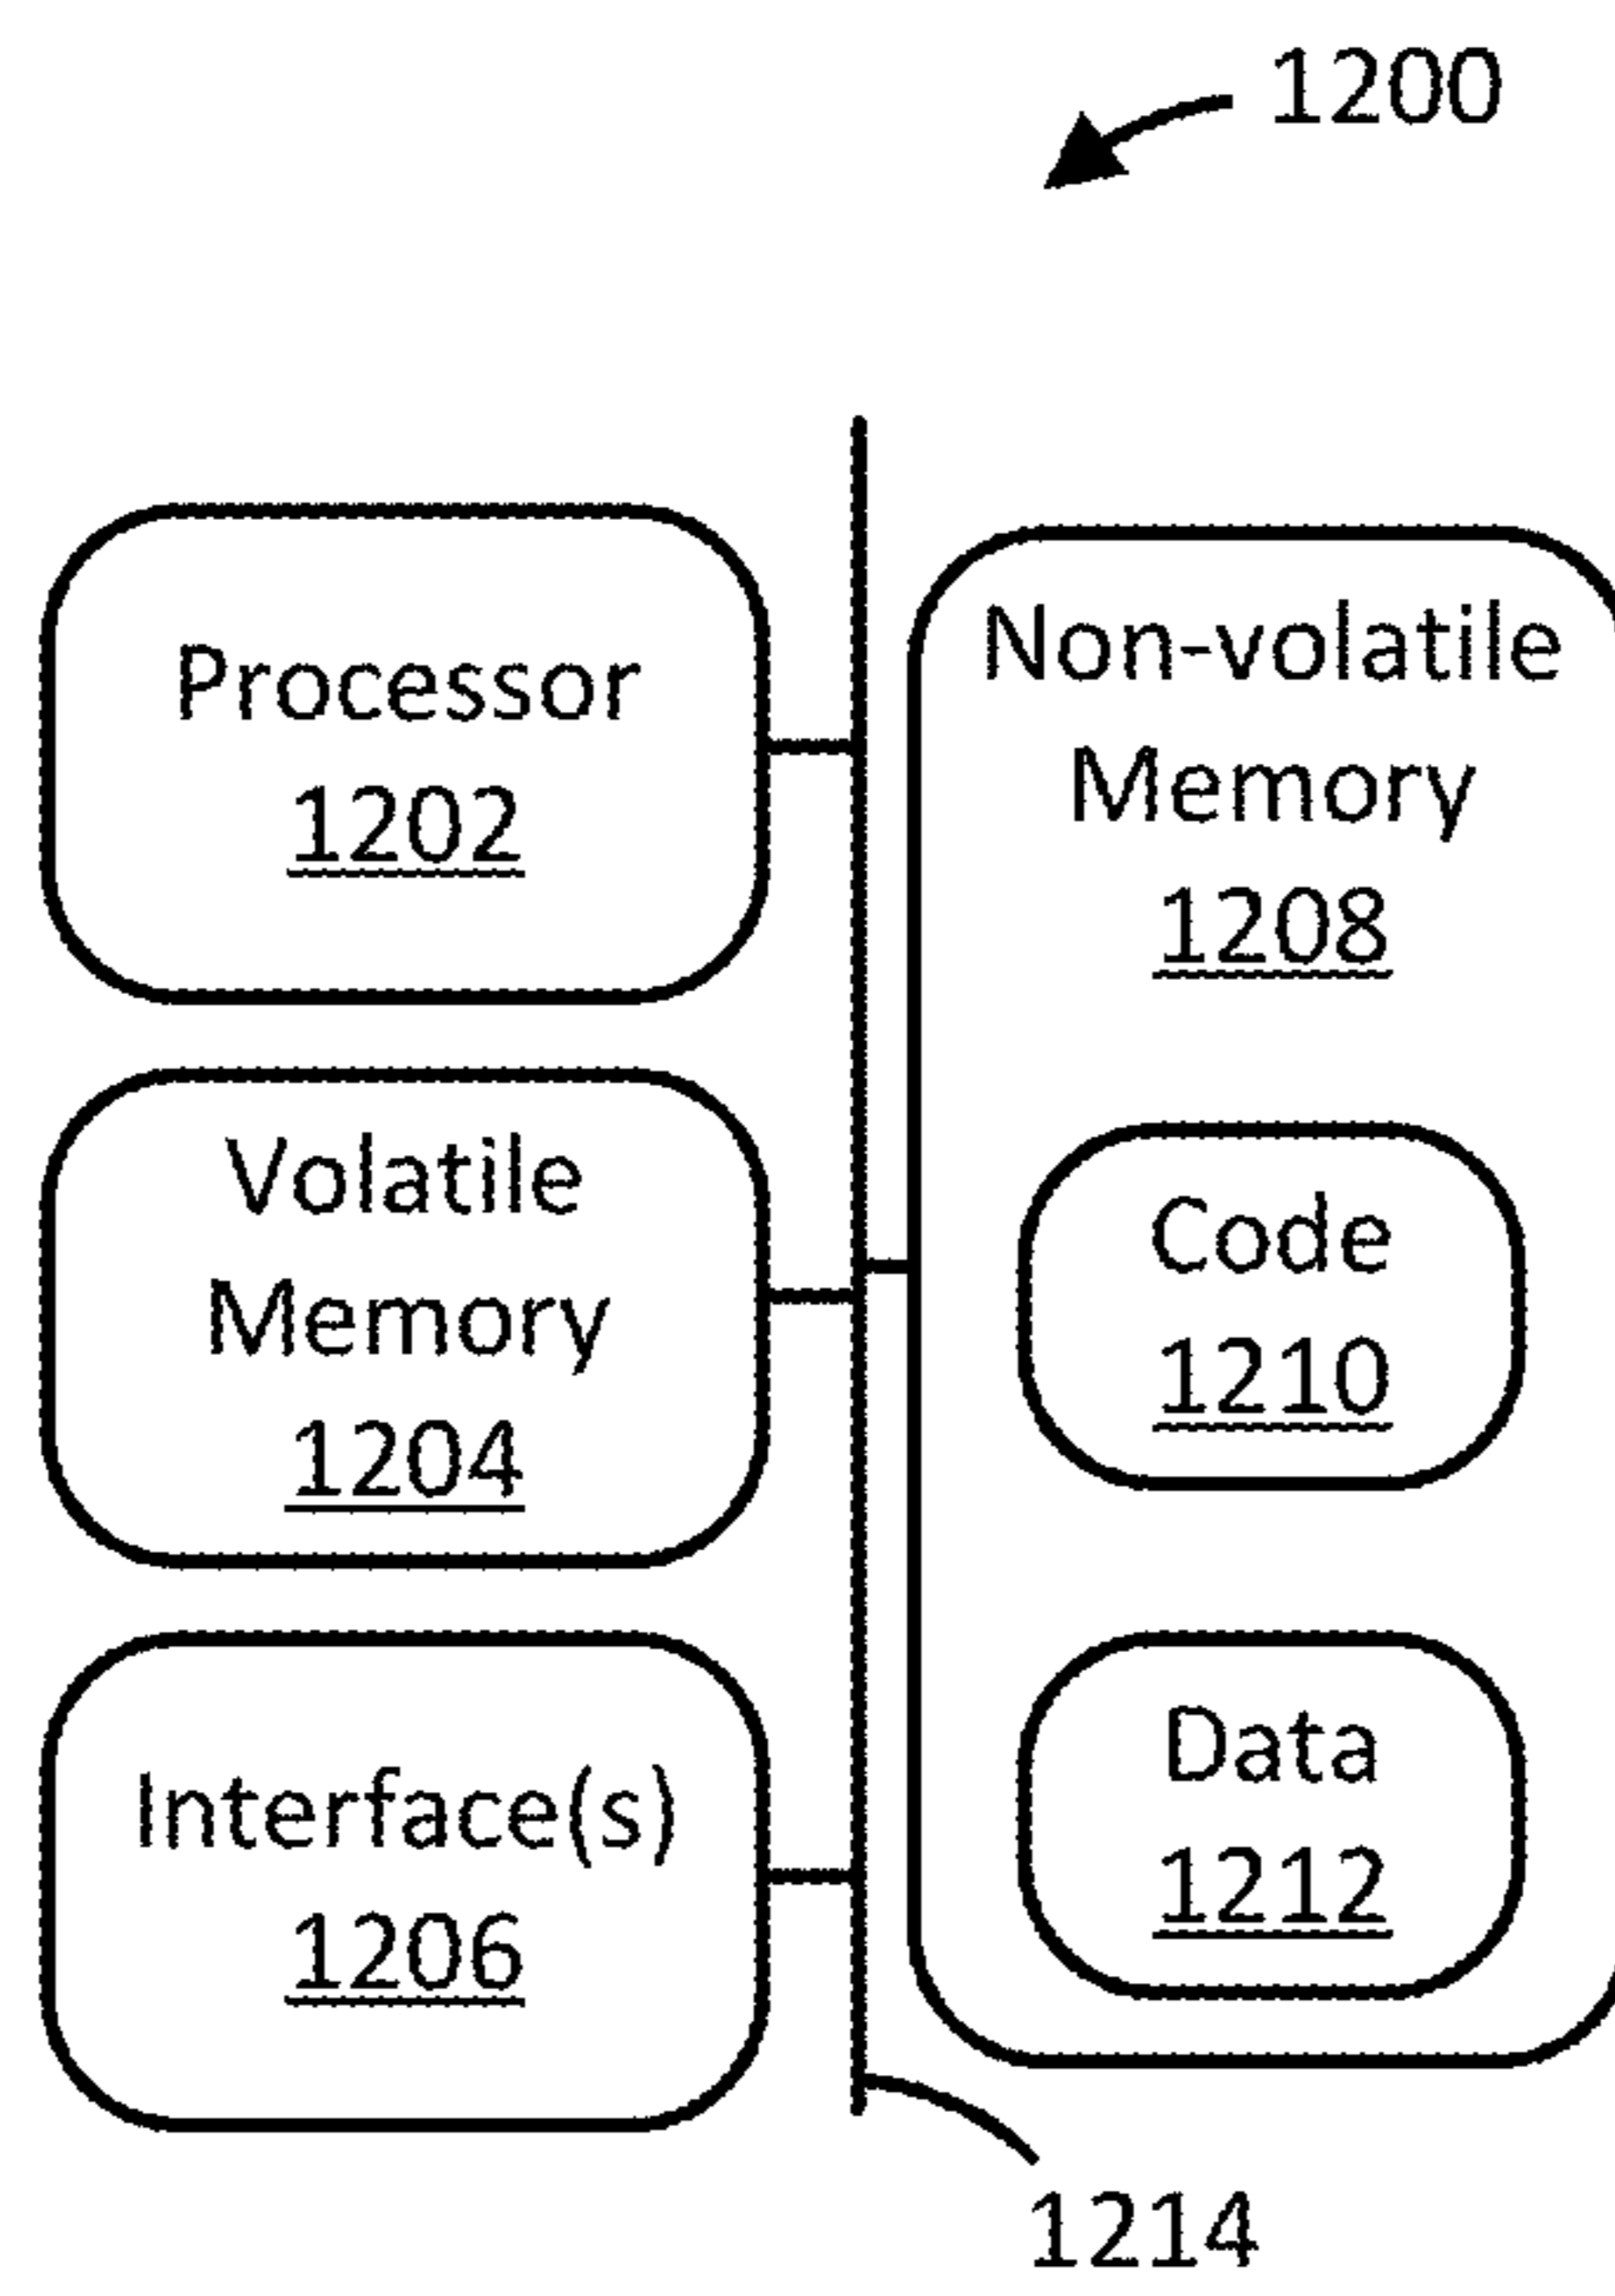 1200
Processor
1202
Volatile
Memory
1204
Interface(s)
1206
Non-volatile
Memory
1208
Code
1210
Data
1212
1214